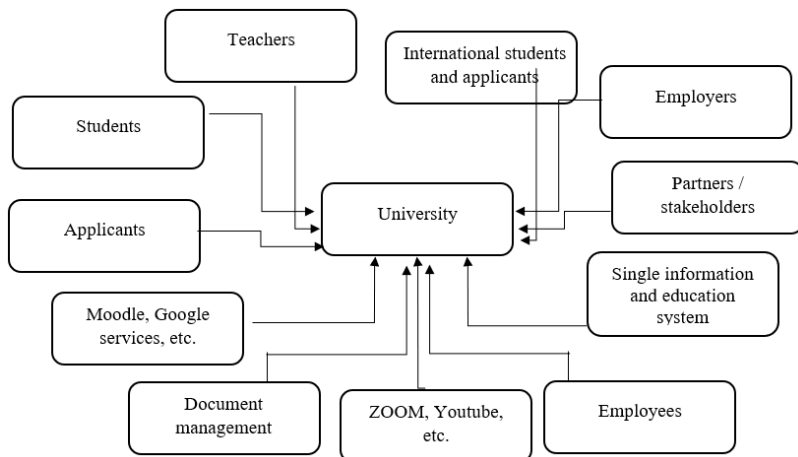 Teachers
International students
and applicants
Employers
Students
Partners /
stakeholders
University
Applicants
Single information
and education
system
Moodle, Google
services, etc.
Document
management
ZOOM, Youtube,
etc.
Employees